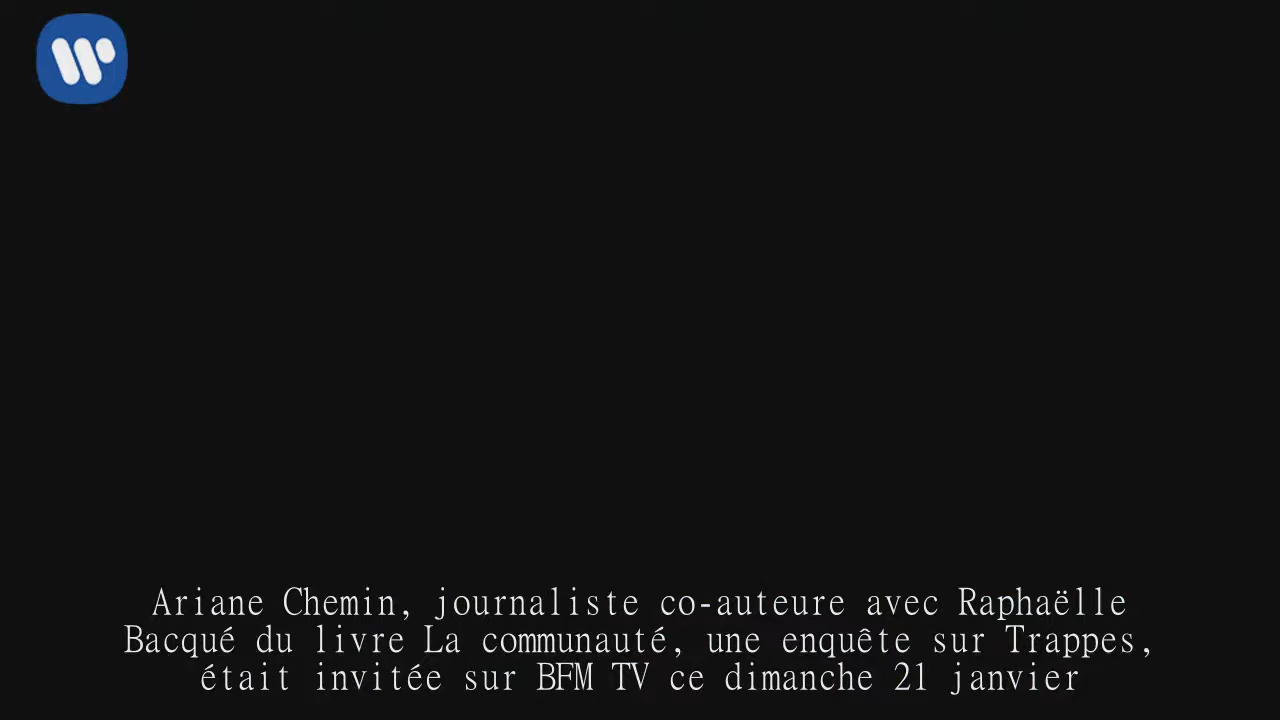 Ariane Chemin, journaliste co-auteure avec Raphaëlle
Bacqué du livre La communauté, une enquête sur Trappes,
était invitée sur BFM TV ce dimanche 21 janvier